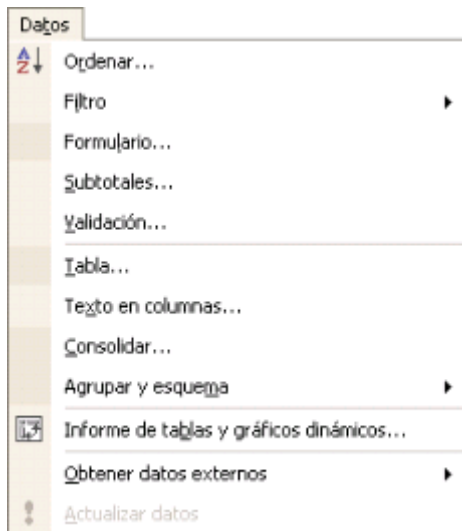 Datos
Ordenar...
Filtro
Formulario...
Subtotales...
Validación...
Tabla...
Texto en columnas...
Consolidar...
Agrupar y esquema
Informe de tablas y gráficos dinámicos...
Obtener datos externos
Actualizar datos